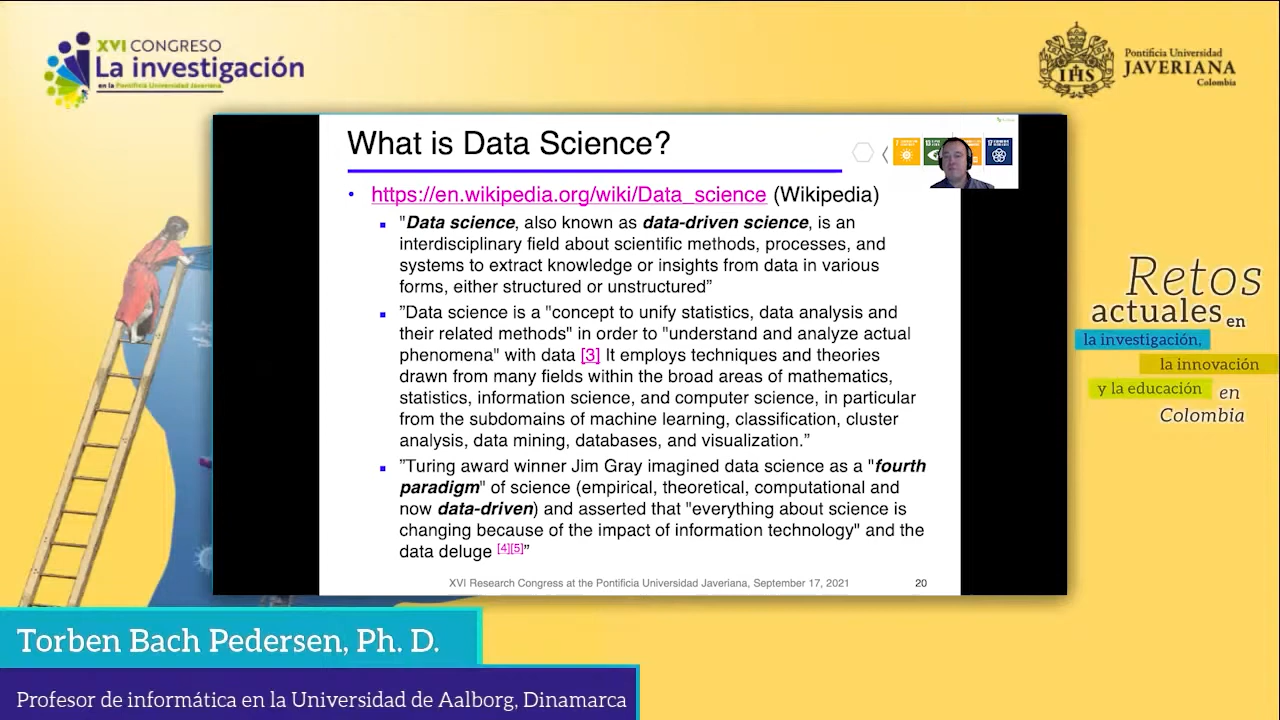 XVI CONGRESO
La investigación
en la Pontificia Universidad Javeriana
Pontificia Universidad
JAVERIANA
Colombia
IHS
What is Data Science?
• https://en.wikipedia.org/wiki/Data_science (Wikipedia)
▪ "Data science, also known as data-driven science, is an
interdisciplinary field about scientific methods, processes, and
systems to extract knowledge or insights from data in various
forms, either structured or unstructured”
▪ ”Data science is a "concept to unify statistics, data analysis and
their related methods" in order to "understand and analyze actual
phenomena" with data [3] It employs techniques and theories
drawn from many fields within the broad areas of mathematics,
statistics, information science, and computer science, in particular
from the subdomains of machine learning, classification, cluster
analysis, data mining, databases, and visualization.”
▪ ”Turing award winner Jim Gray imagined data science as a "fourth
paradigm" of science (empirical, theoretical, computational and
now data-driven) and asserted that "everything about science is
changing because of the impact of information technology" and the
data deluge [4][5]”
XVI Research Congress at the Pontificia Universidad Javeriana, September 17, 2021
20
Retos
actuales en
la investigación,
la innovación
y la educación en
Colombia
Torben Bach Pedersen, Ph. D.
Profesor de informática en la Universidad de Aalborg, Dinamarca